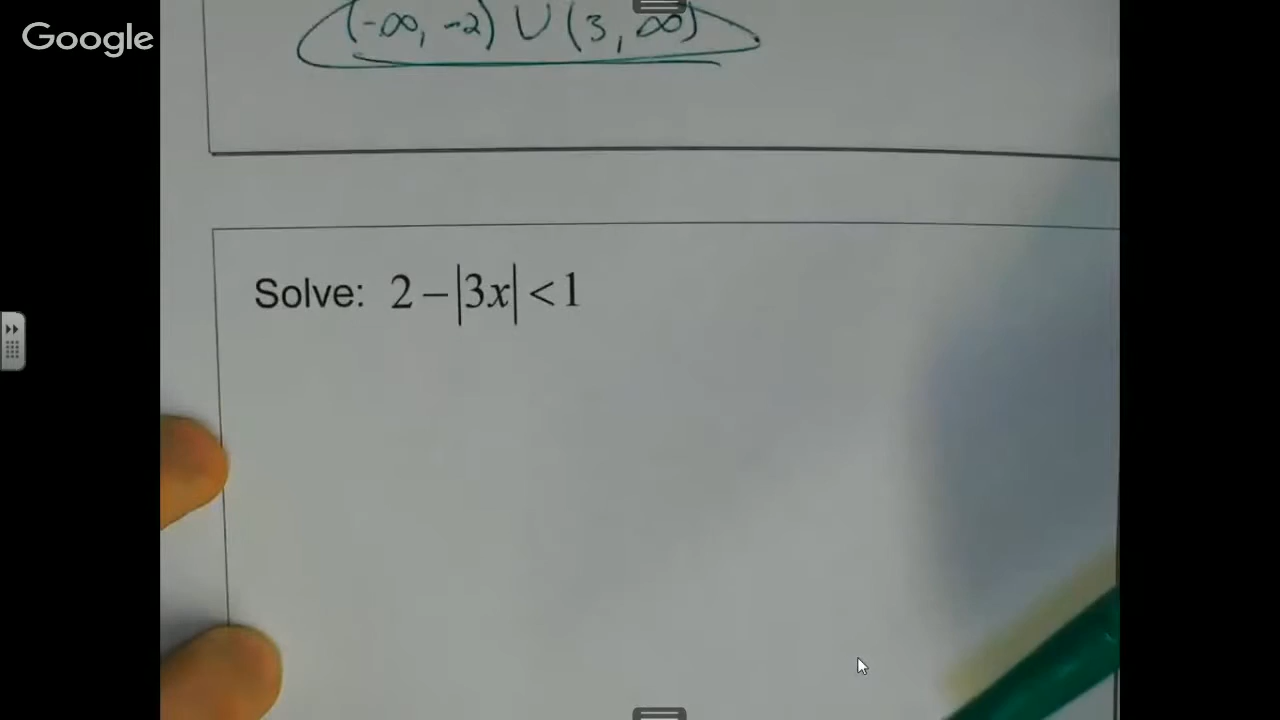 Google
(-∞, -2) ∪ (3, ∞)
Solve: 2-|3x|<1